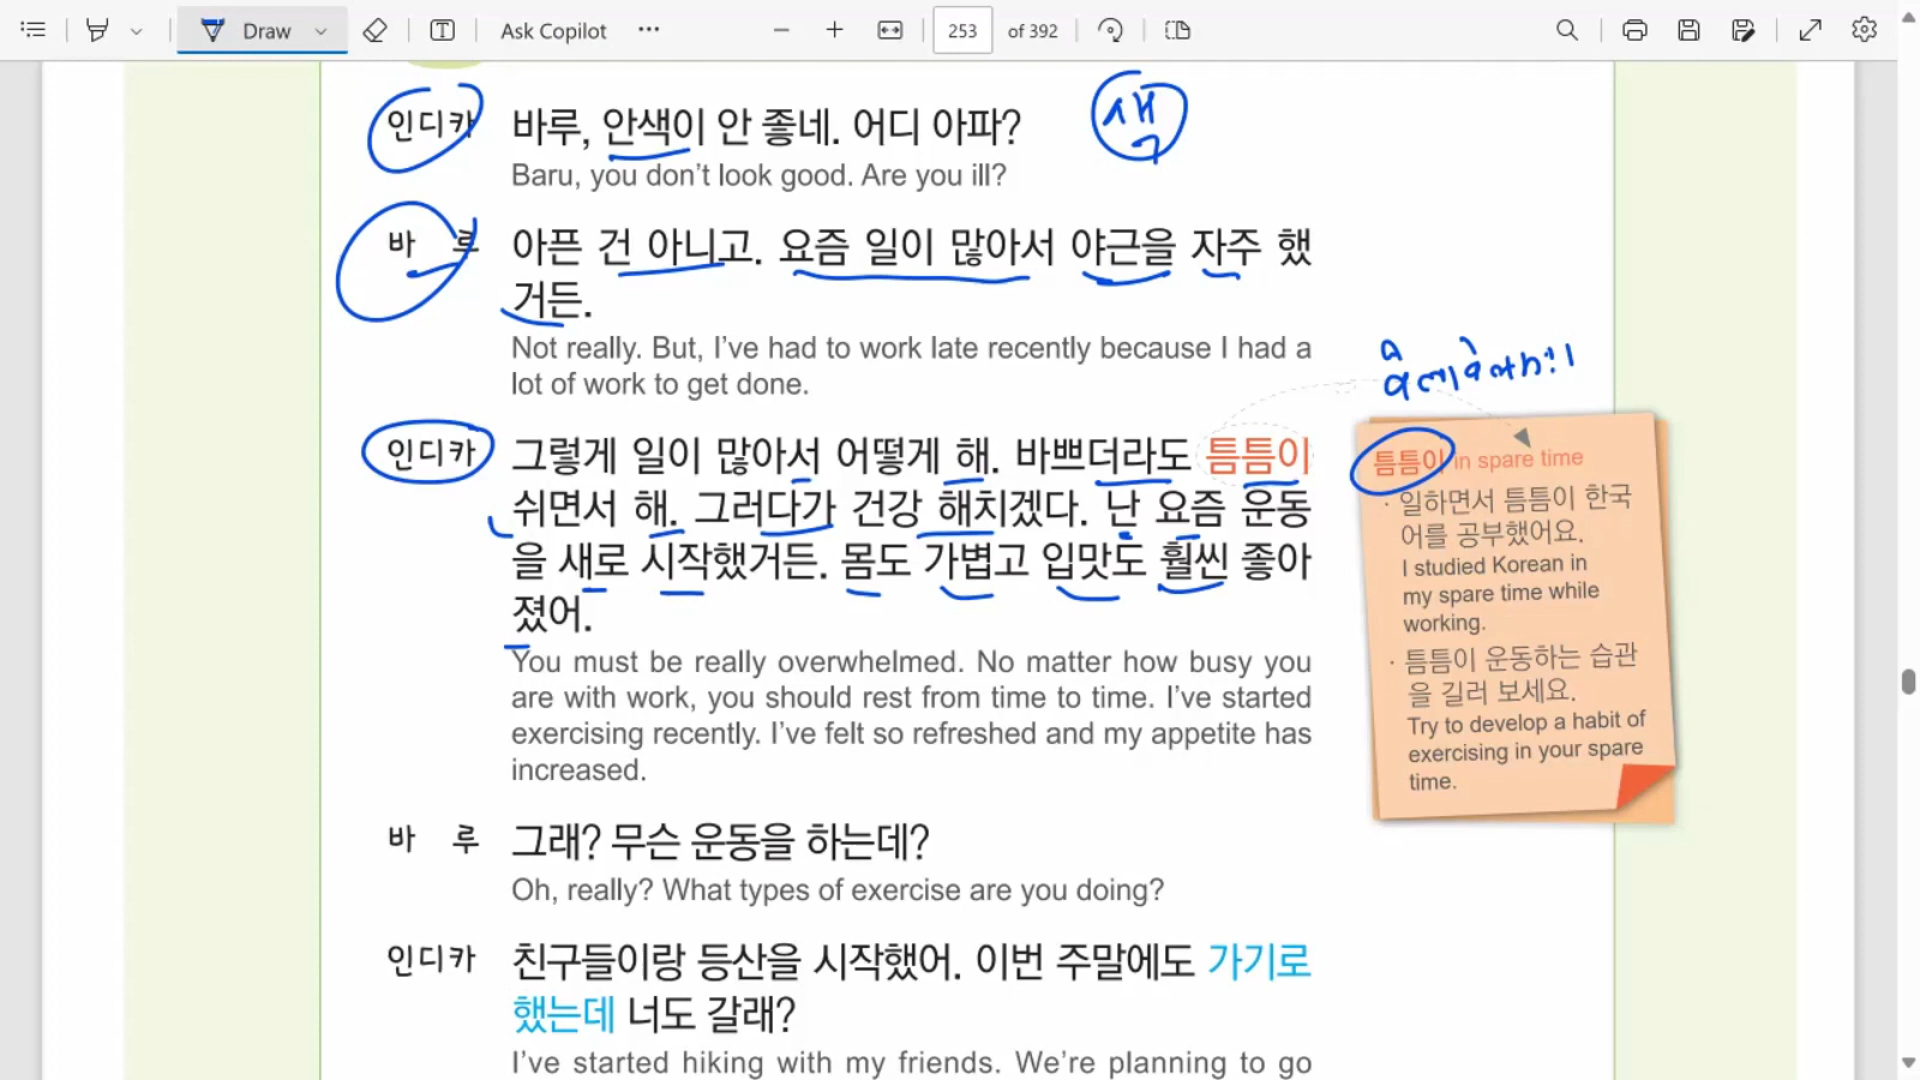 Draw
Ask Copilot
253 of 392
인디카 바루, 안색이 안 좋네. 어디 아파?
색
Baru, you don't look good. Are you ill?
바 루 아픈 건 아니고. 요즘 일이 많아서 야근을 자주 했
거든.
Not really. But, I've had to work late recently because I had a
lot of work to get done.
인디카 그렇게 일이 많아서 어떻게 해. 바쁘더라도 틈틈이
쉬면서 해. 그러다가 건강 해치겠다. 난 요즘 운동
을 새로 시작했거든. 몸도 가볍고 입맛도 훨씬 좋아
졌어.
You must be really overwhelmed. No matter how busy you
are with work, you should rest from time to time. I've started
exercising recently. I've felt so refreshed and my appetite has
increased.
틈틈이 in spare time
· 일하면서 틈틈이 한국
어를 공부했어요.
I studied Korean in
my spare time while
working.
· 틈틈이 운동하는 습관
을 길러 보세요.
Try to develop a habit of
exercising in your spare
time.
바 루 그래? 무슨 운동을 하는데?
Oh, really? What types of exercise are you doing?
인디카 친구들이랑 등산을 시작했어. 이번 주말에도 가기로
했는데 너도 갈래?
I've started hiking with my friends. We're planning to go